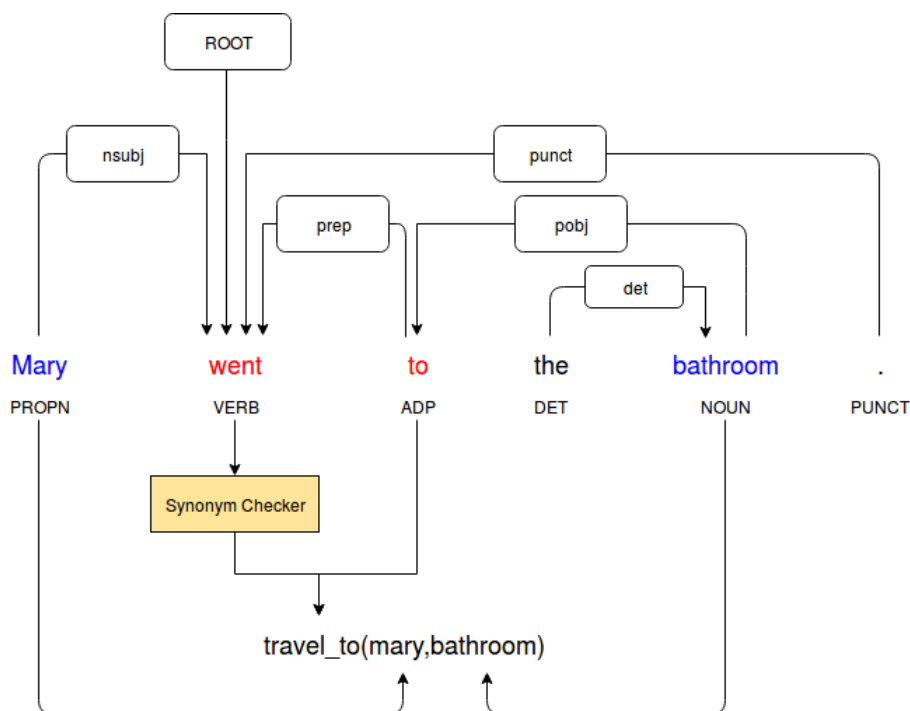 ROOT
nsubj
punct
prep
pobj
det
Mary went to the bathroom .
PROPN VERB ADP DET NOUN PUNCT
Synonym Checker
travel_to(mary,bathroom)